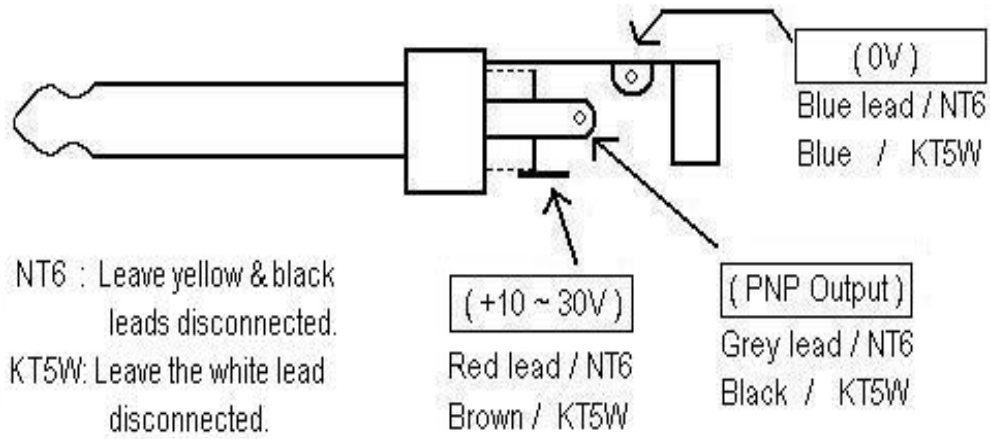 ( 0V )
Blue lead / NT6
Blue / KT5W
NT6 : Leave yellow & black
leads disconnected.
KT5W: Leave the white lead
disconnected.
( +10 ~ 30V )
Red lead / NT6
Brown / KT5W
( PNP Output )
Grey lead / NT6
Black / KT5W